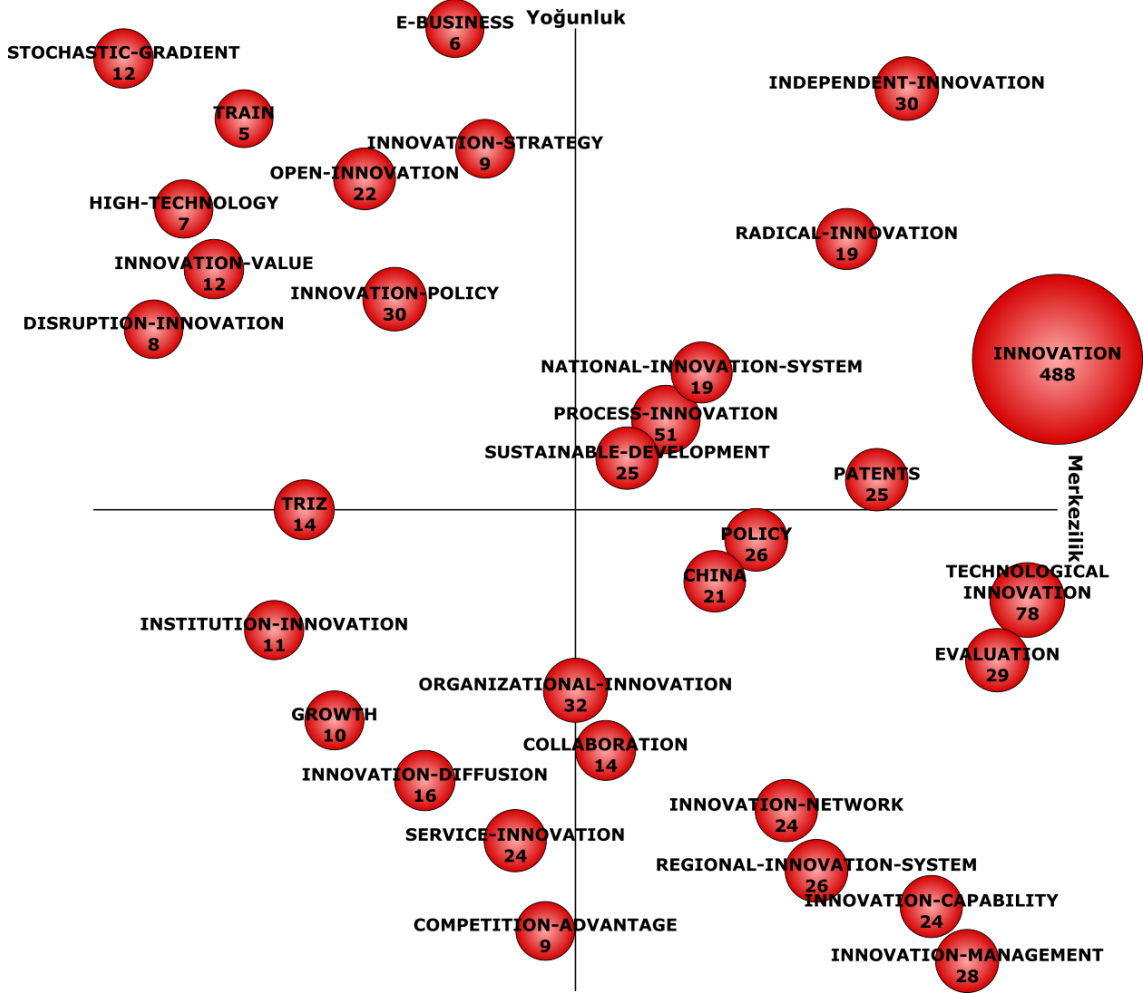 Yoğunluk
E-BUSINESS
6
STOCHASTIC-GRADIENT
12
INDEPENDENT-INNOVATION
30
TRAIN
5
INNOVATION-STRATEGY
9
OPEN-INNOVATION
22
HIGH-TECHNOLOGY
7
RADICAL-INNOVATION
19
INNOVATION-VALUE
12
INNOVATION-POLICY
30
DISRUPTION-INNOVATION
8
INNOVATION
488
NATIONAL-INNOVATION-SYSTEM
19
PROCESS-INNOVATION
51
SUSTAINABLE-DEVELOPMENT
25
PATENTS
25
Merkezilik
TRIZ
14
POLICY
26
CHINA
21
TECHNOLOGICAL
INNOVATION
78
INSTITUTION-INNOVATION
11
EVALUATION
29
ORGANIZATIONAL-INNOVATION
32
GROWTH
10
COLLABORATION
14
INNOVATION-DIFFUSION
16
INNOVATION-NETWORK
24
SERVICE-INNOVATION
24
REGIONAL-INNOVATION-SYSTEM
26
INNOVATION-CAPABILITY
24
COMPETITION-ADVANTAGE
9
INNOVATION-MANAGEMENT
28